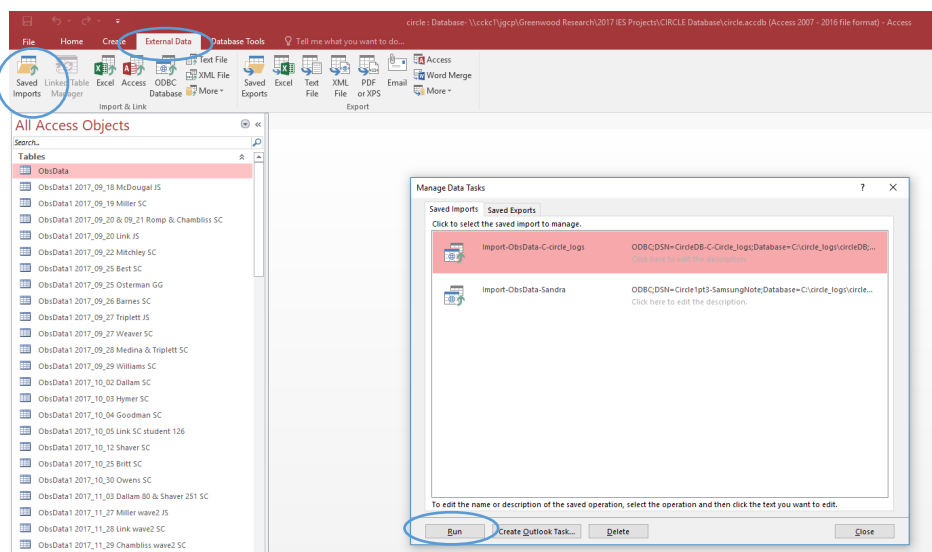 circle : Database- \\cckc1\jgcp\Greenwood Research\2017 IES Projects\CIRCLE Database\circle.accdb (Access 2007 - 2016 file format) - Access
File Home Create External Data Database Tools Tell me what you want to do...
Saved Imports
Linked Table Manager
Excel
Access
ODBC Database
Text File
XML File
More
Import & Link
Saved Exports
Excel
Text File
XML File
PDF or XPS
Email
Access
Word Merge
More
Export
All Access Objects
Search..
Tables
ObsData
ObsData1 2017_09_18 McDougal JS
ObsData1 2017_09_19 Miller SC
ObsData1 2017_09_20 & 09_21 Romp & Chambliss SC
ObsData1 2017_09_20 Link JS
ObsData1 2017_09_22 Mitchley SC
ObsData1 2017_09_25 Best SC
ObsData1 2017_09_25 Osterman GG
ObsData1 2017_09_26 Barnes SC
ObsData1 2017_09_27 Triplett JS
ObsData1 2017_09_27 Weaver SC
ObsData1 2017_09_28 Medina & Triplett SC
ObsData1 2017_09_29 Williams SC
ObsData1 2017_10_02 Dallam SC
ObsData1 2017_10_03 Hymer SC
ObsData1 2017_10_04 Goodman SC
ObsData1 2017_10_05 Link SC student 126
ObsData1 2017_10_12 Shaver SC
ObsData1 2017_10_25 Britt SC
ObsData1 2017_10_30 Owens SC
ObsData1 2017_11_03 Dallam 80 & Shaver 251 SC
ObsData1 2017_11_27 Miller wave2 JS
ObsData1 2017_11_28 Link wave2 SC
ObsData1 2017_11_29 Chambliss wave2 SC
Manage Data Tasks ? X
Saved Imports Saved Exports
Click to select the saved import to manage.
Import-ObsData-C-circle_logs ODBC;DSN=CircleDB-C-Circle_logs;Database=C:\circle_logs\circleDB;...
Click here to edit the description.
Import-ObsData-Sandra ODBC;DSN=Circle1pt3-SamsungNote;Database=C:\circle_logs\circle...
Click here to edit the description.
To edit the name or description of the saved operation, select the operation and then click the text you want to edit.
Run Create Outlook Task... Delete Close